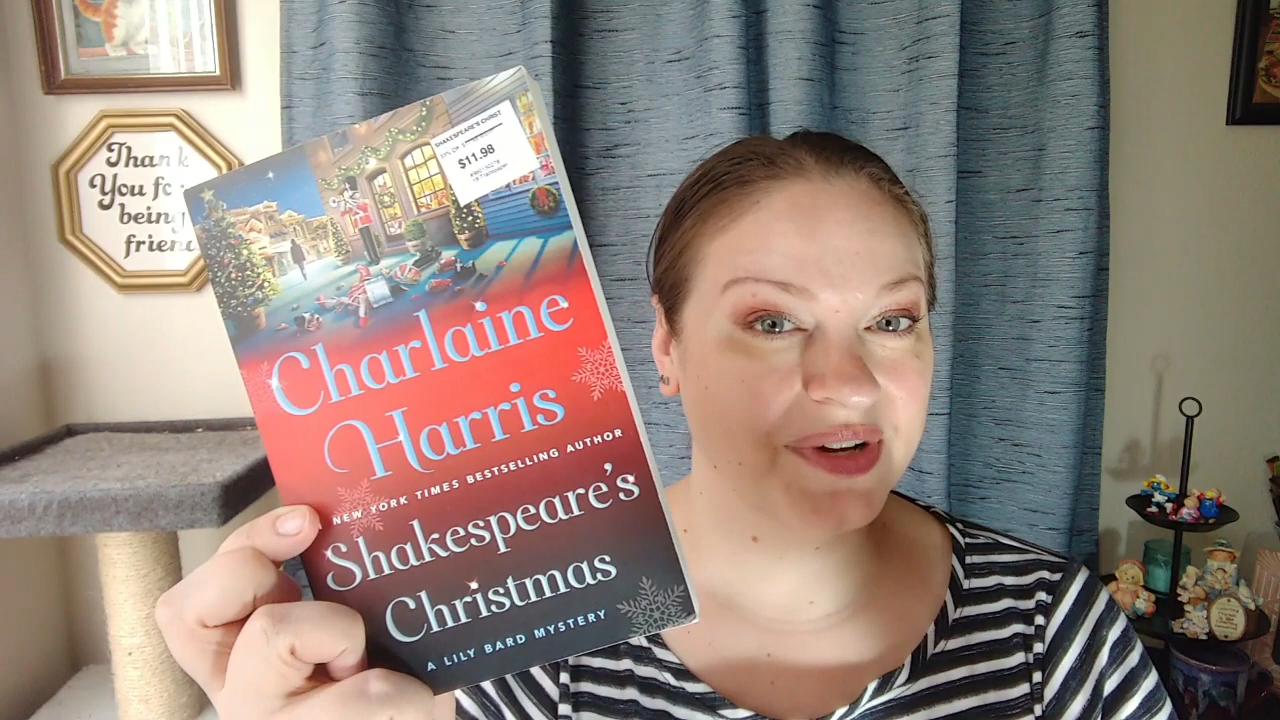 Thank
You fo
being
frien
SHAKESPEARE'S CHRIST
$11.98
Charlaine
Harris
NEW YORK TIMES BESTSELLING AUTHOR
Shakespeare's
Christmas
A LILY BARD MYSTERY